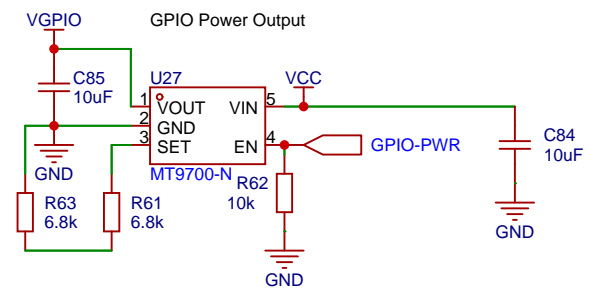 VGPIO
GPIO Power Output
C85
10uF
U27
VCC
1
VOUT
VIN
5
2
GND
3
SET
EN
4
GPIO-PWR
C84
10uF
GND
MT9700-N
R62
10k
R63
6.8k
R61
6.8k
GND
GND